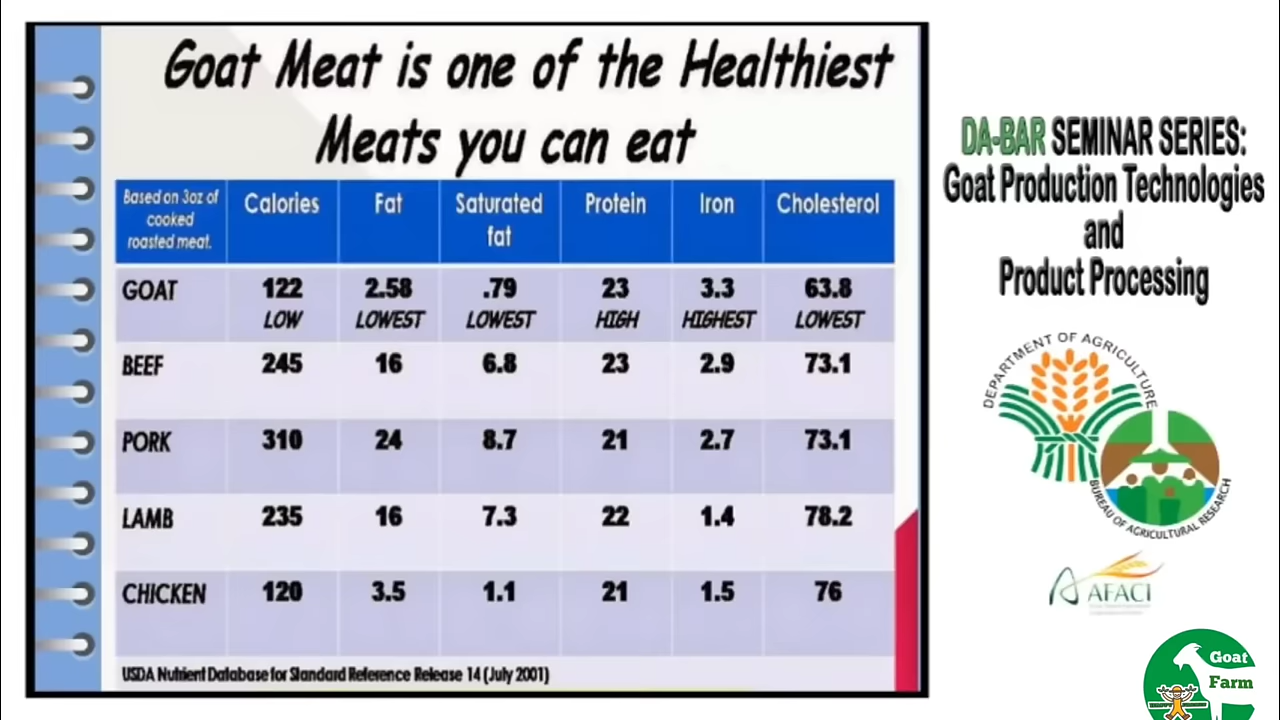 Goat Meat is one of the Healthiest
Meats you can eat
Based on 3oz of cooked roasted meat. Calories Fat Saturated fat Protein Iron Cholesterol
GOAT 122 2.58 .79 23 3.3 63.8
LOW LOWEST LOWEST HIGH HIGHEST LOWEST
BEEF 245 16 6.8 23 2.9 73.1
PORK 310 24 8.7 21 2.7 73.1
LAMB 235 16 7.3 22 1.4 78.2
CHICKEN 120 3.5 1.1 21 1.5 76
USDA Nutrient Database for Standard Reference Release 14 (July 2001)
DA-BAR SEMINAR SERIES:
Goat Production Technologies
and
Product Processing
DEPARTMENT OF AGRICULTURE
BUREAU OF AGRICULTURAL RESEARCH
AFACI
Goat
Farm